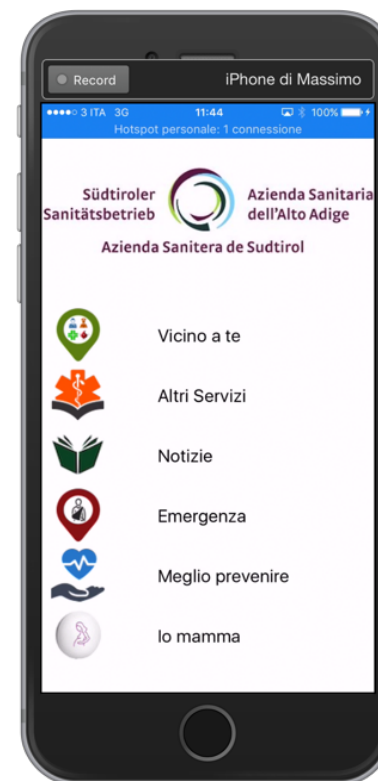 Record
iPhone di Massimo
3 ITA 3G 11:44 100%
Hotspot personale: 1 connessione
Südtiroler Azienda Sanitaria
Sanitätsbetrieb dell'Alto Adige
Azienda Sanitera de Sudtirol
Vicino a te
Altri Servizi
Notizie
Emergenza
Meglio prevenire
Io mamma